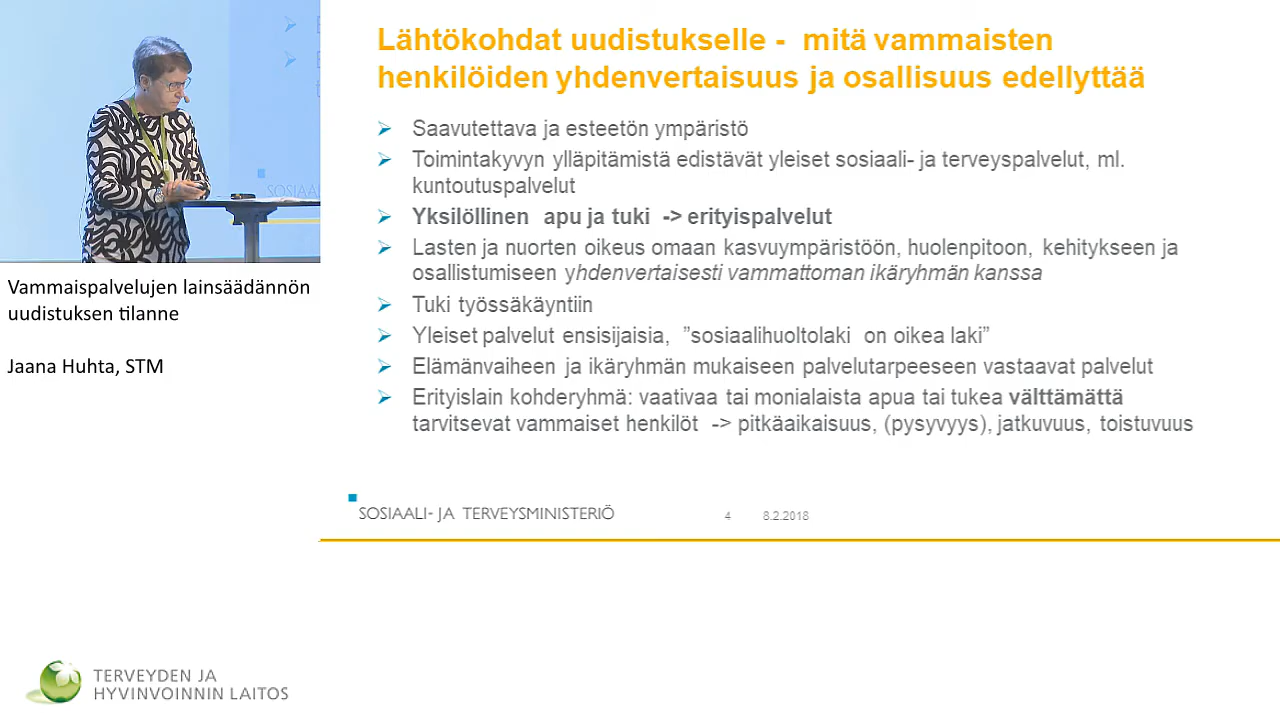 Lähtökohdat uudistukselle - mitä vammaisten
henkilöiden yhdenvertaisuus ja osallisuus edellyttää
Saavutettava ja esteetön ympäristö
Toimintakyvyn ylläpitämistä edistävät yleiset sosiaali- ja terveyspalvelut, ml.
kuntoutuspalvelut
Yksilöllinen apu ja tuki -> erityispalvelut
Lasten ja nuorten oikeus omaan kasvuympäristöön, huolenpitoon, kehitykseen ja
osallistumiseen yhdenvertaisesti vammattoman ikäryhmän kanssa
Tuki työssäkäyntiin
Yleiset palvelut ensisijaisia, ”sosiaalihuoltolaki on oikea laki”
Elämänvaiheen ja ikäryhmän mukaiseen palvelutarpeeseen vastaavat palvelut
Erityislain kohderyhmä: vaativaa tai monialaista apua tai tukea välttämättä
tarvitsevat vammaiset henkilöt -> pitkäaikaisuus, (pysyvyys), jatkuvuus, toistuvuus
SOSIAALI- JA TERVEYSMINISTERIÖ 4 8.2.2018
SOSIAAL
Vammaispalvelujen lainsäädännön
uudistuksen tilanne
Jaana Huhta, STM
TERVEYDEN JA
HYVINVOINNIN LAITOS